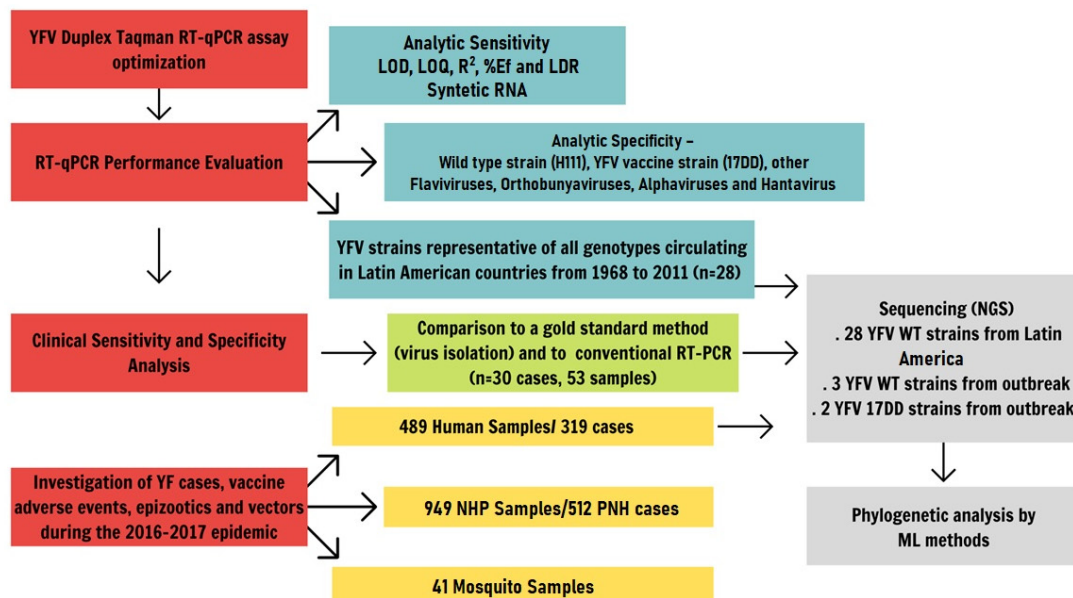 YFV Duplex Taqman RT-qPCR assay
optimization
Analytic Sensitivity
LOD, LOQ, R², %Ef and LDR
Syntetic RNA
RT-qPCR Performance Evaluation
Analytic Specificity –
Wild type strain (H111), YFV vaccine strain (17DD), other
Flaviviruses, Orthobunyaviruses, Alphaviruses and Hantavirus
YFV strains representative of all genotypes circulating
in Latin American countries from 1968 to 2011 (n=28)
Clinical Sensitivity and Specificity
Analysis
Comparison to a gold standard method
(virus isolation) and to conventional RT-PCR
(n=30 cases, 53 samples)
Sequencing (NGS)
. 28 YFV WT strains from Latin
America
. 3 YFV WT strains from outbreak
. 2 YFV 17DD strains from outbreak
489 Human Samples/ 319 cases
Investigation of YF cases, vaccine
adverse events, epizootics and vectors
during the 2016-2017 epidemic
949 NHP Samples/512 PNH cases
41 Mosquito Samples
Phylogenetic analysis by
ML methods